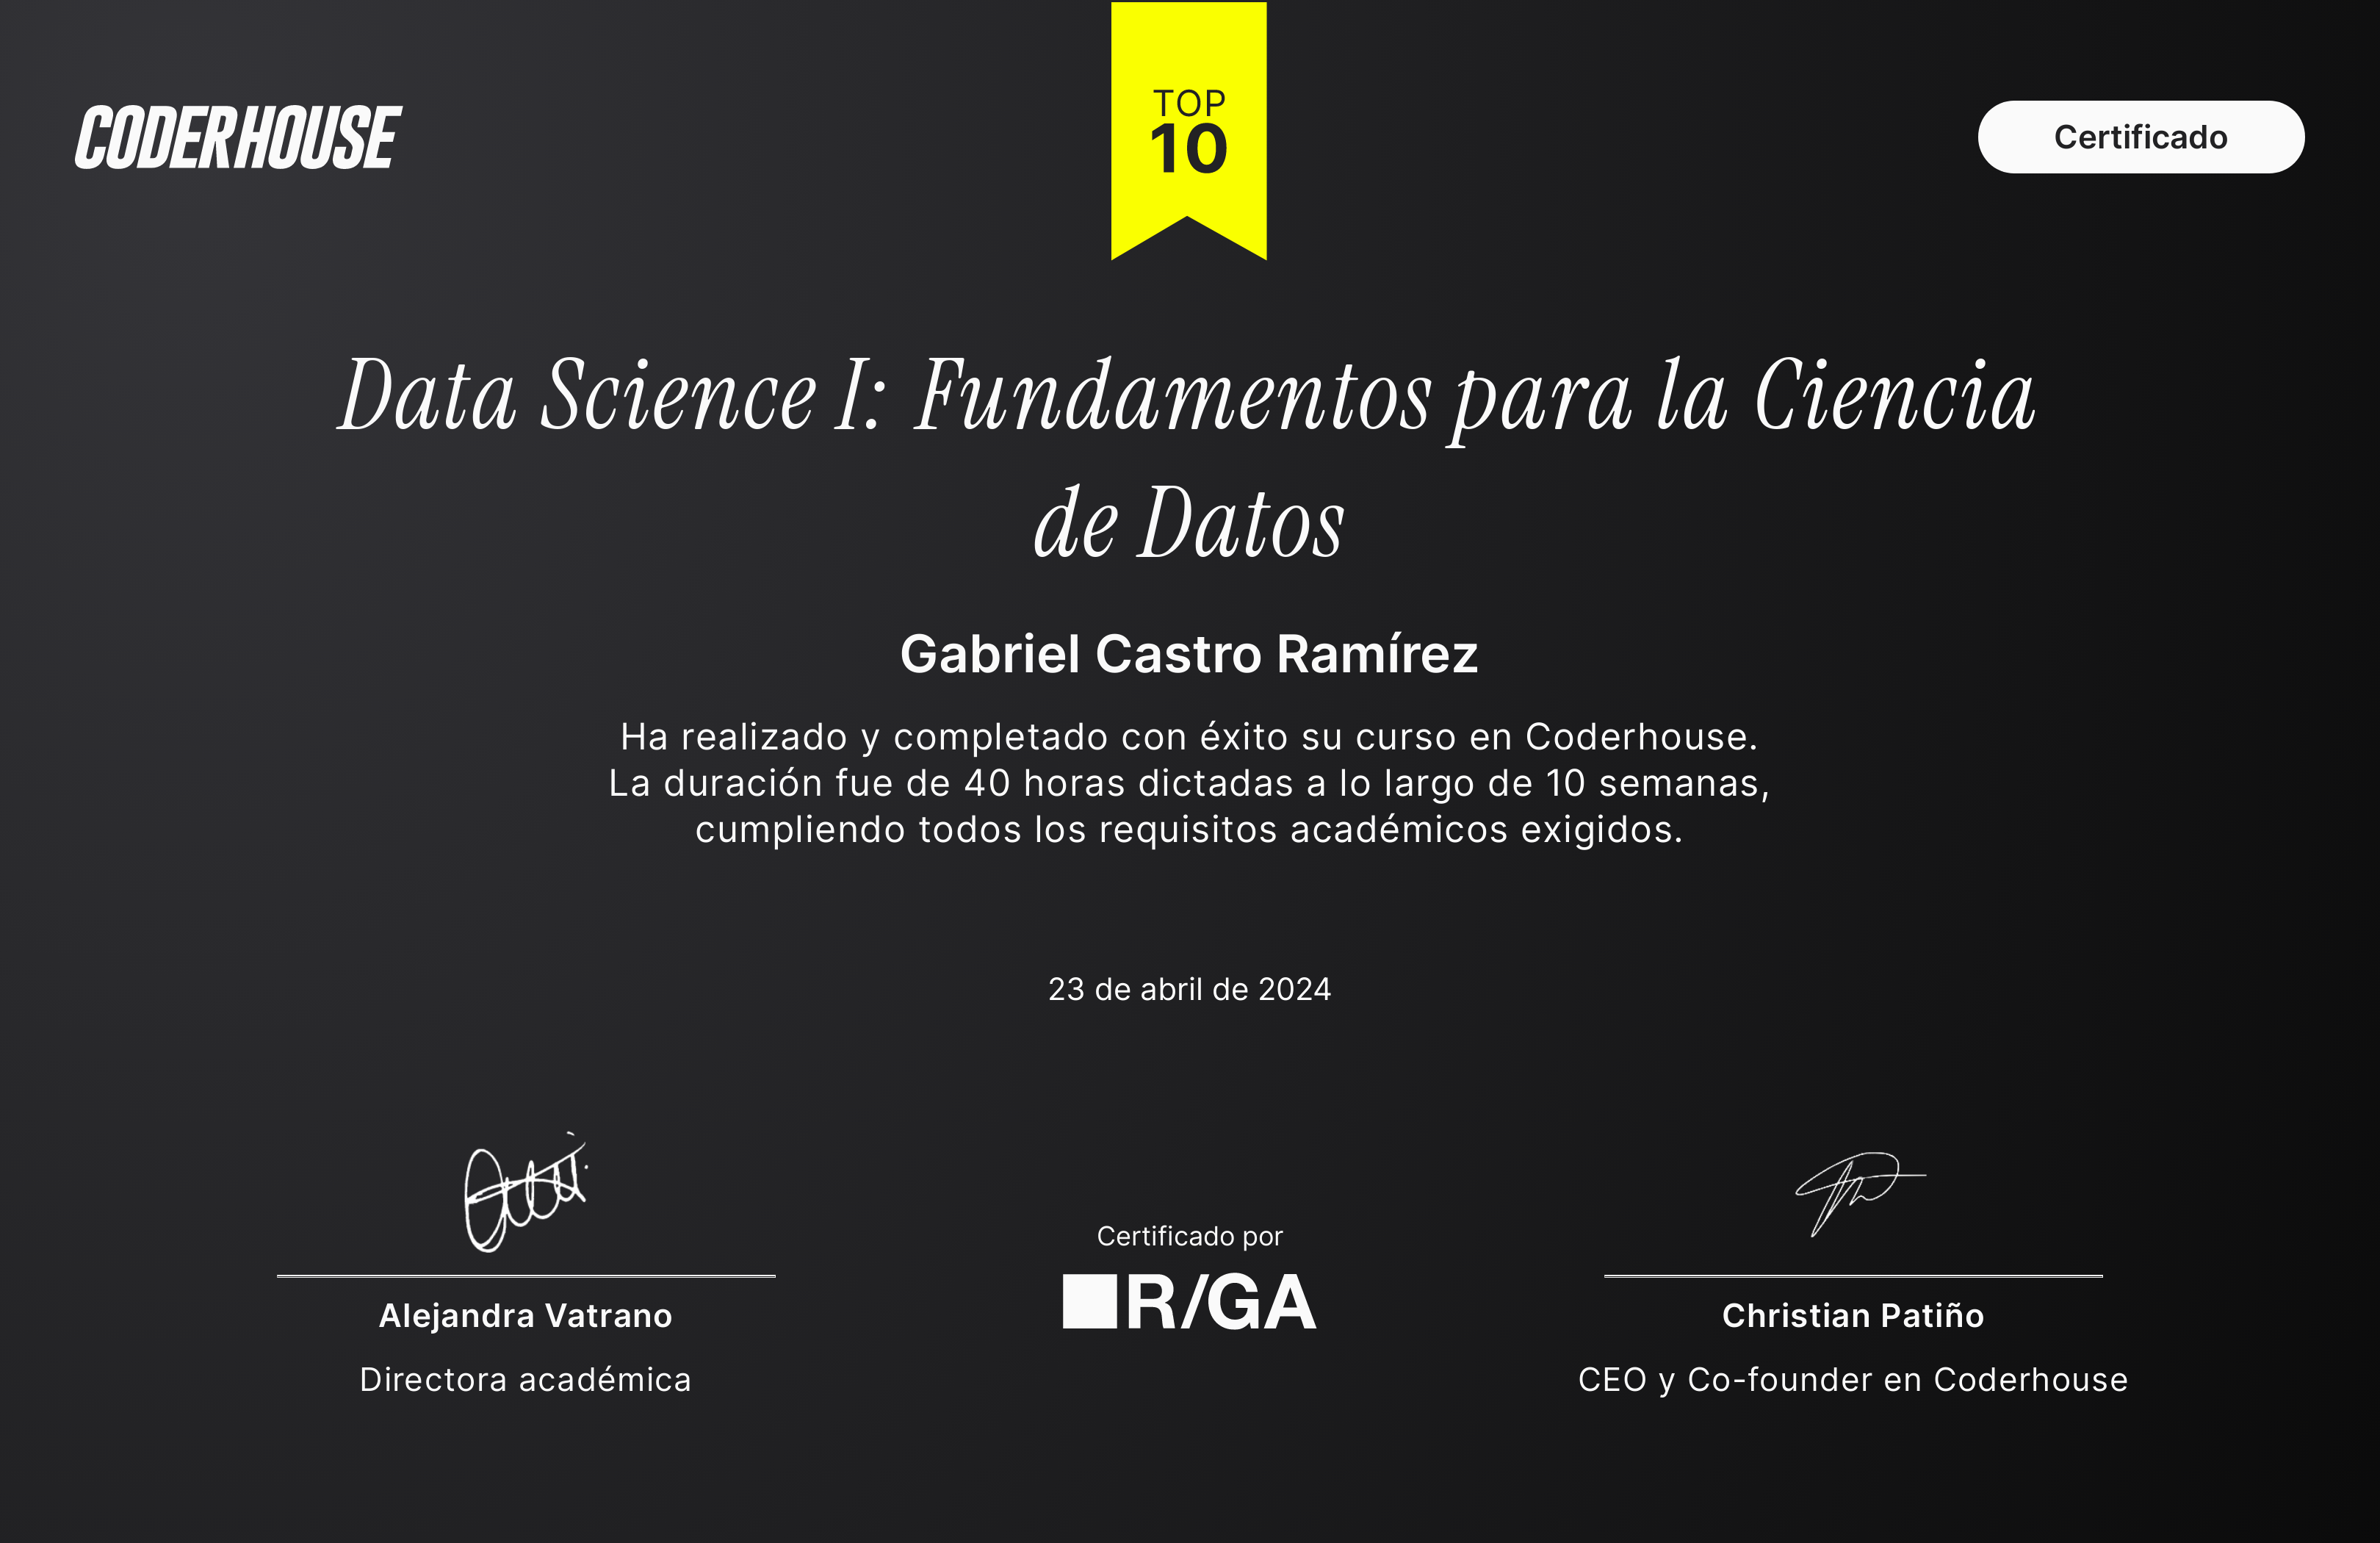 CODERHOUSE
TOP
10
Certificado
Data Science I: Fundamentos para la Ciencia
de Datos
Gabriel Castro Ramírez
Ha realizado y completado con éxito su curso en Coderhouse.
La duración fue de 40 horas dictadas a lo largo de 10 semanas,
cumpliendo todos los requisitos académicos exigidos.
23 de abril de 2024
Certificado por
R/GA
Alejandra Vatrano
Directora académica
Christian Patiño
CEO y Co-founder en Coderhouse